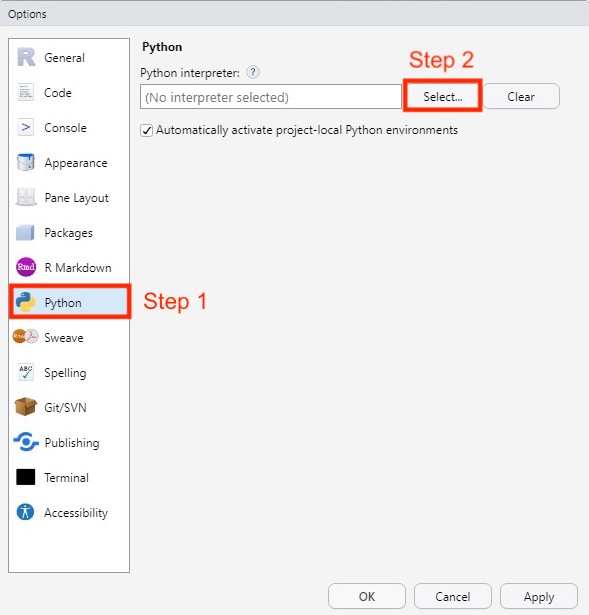 Options
General
Code
Console
Appearance
Pane Layout
Packages
Rmd R Markdown
Python
Sweave
ABC Spelling
Git/SVN
Publishing
Terminal
Accessibility
Step 1
Python
Step 2
Python interpreter: ?
(No interpreter selected)
Select...
Clear
Automatically activate project-local Python environments
OK
Cancel
Apply